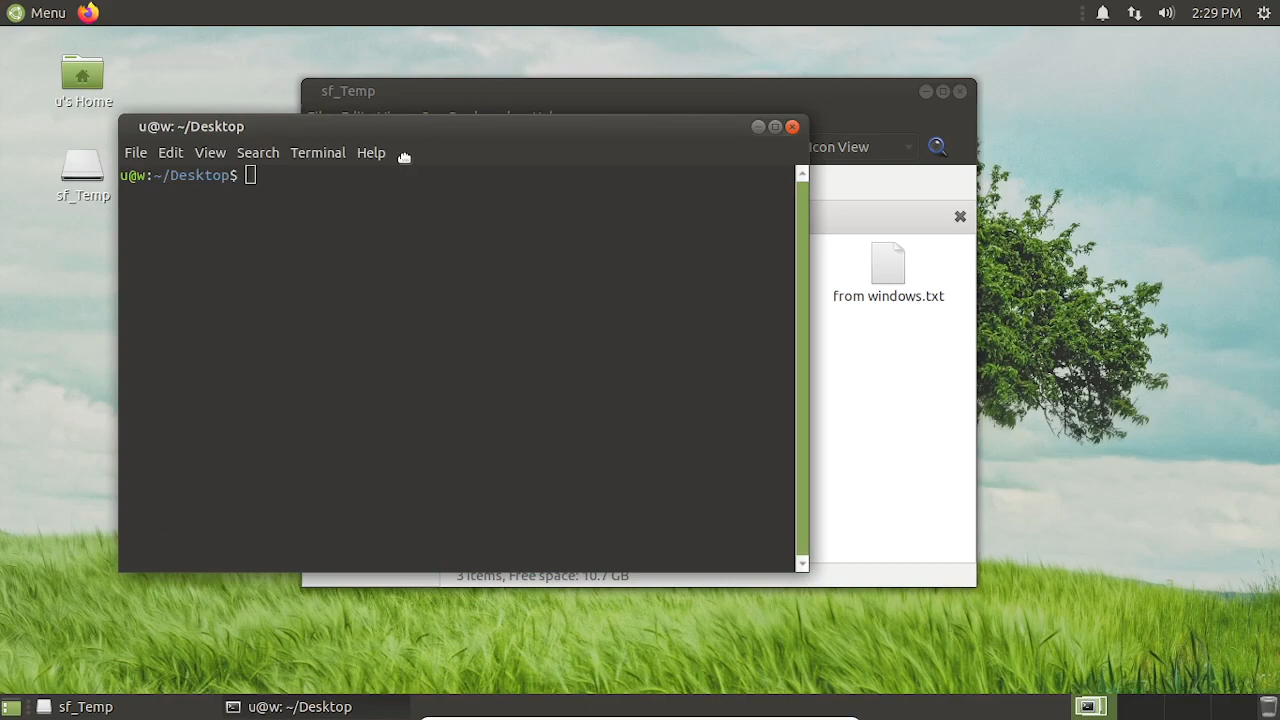 Menu
2:29 PM
u's Home
sf_Temp
sf_Temp
u@w: ~/Desktop
Icon View
File Edit View Search Terminal Help
u@w:~/Desktop$
from windows.txt
3 items, Free space: 10.7 GB
sf_Temp
u@w: ~/Desktop